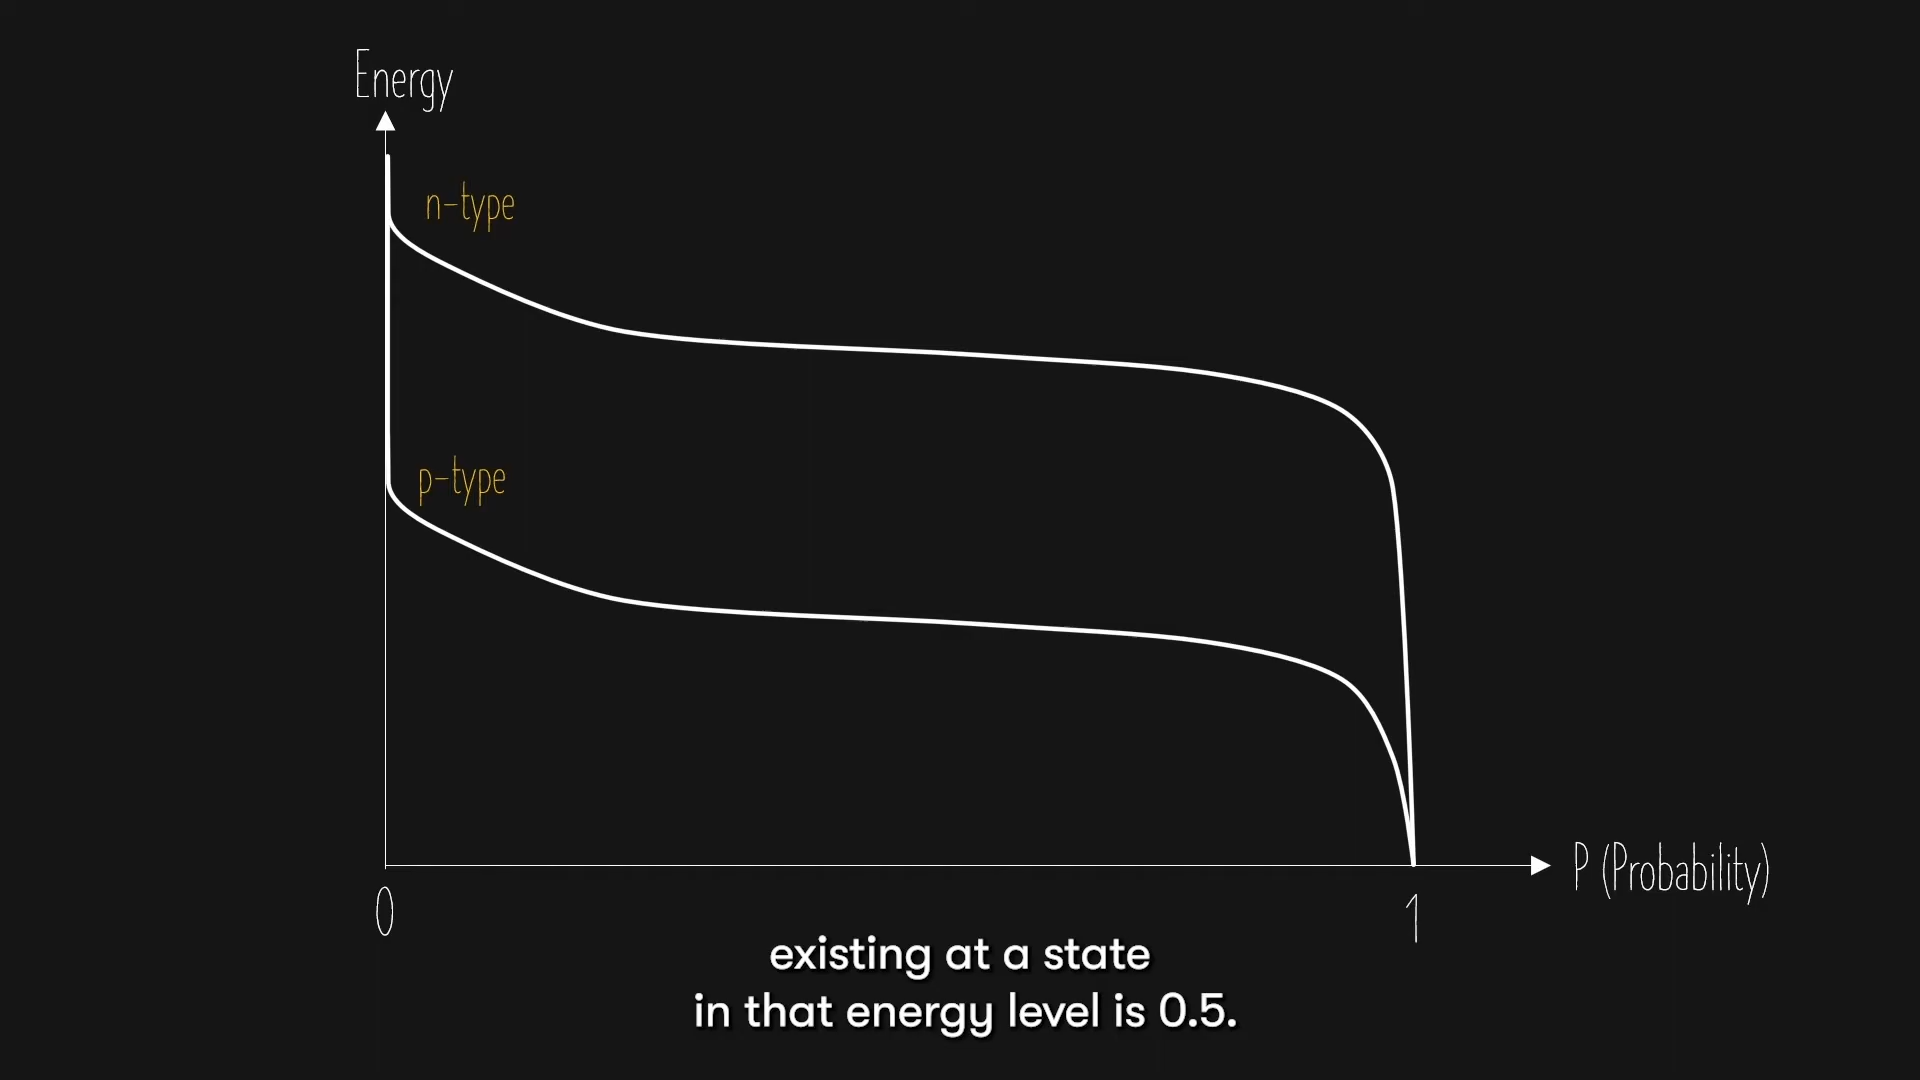 Energy
n-type
p-type
P (Probability)
0
1
existing at a state
in that energy level is 0.5.